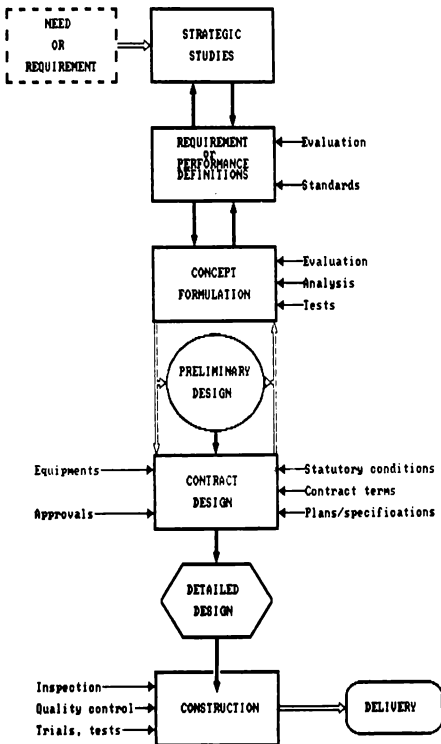 NEED
OR
REQUIREMENT
STRATEGIC
STUDIES
REQUIREMENT
or
PERFORMANCE
DEFINITIONS
Evaluation
Standards
CONCEPT
FORMULATION
Evaluation
Analysis
Tests
PRELIMINARY
DESIGN
Equipments
Approvals
CONTRACT
DESIGN
Statutory conditions
Contract terms
Plans/specifications
DETAILED
DESIGN
Inspection
Quality control
Trials, tests
CONSTRUCTION
DELIVERY